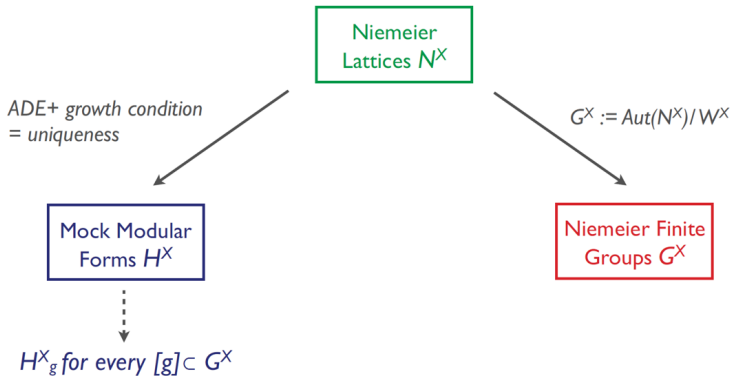 Niemeier
Lattices N^X
ADE+ growth condition
= uniqueness
G^X := Aut(N^X)/W^X
Mock Modular
Forms H^X
Niemeier Finite
Groups G^X
H^X_g for every [g]⊂ G^X